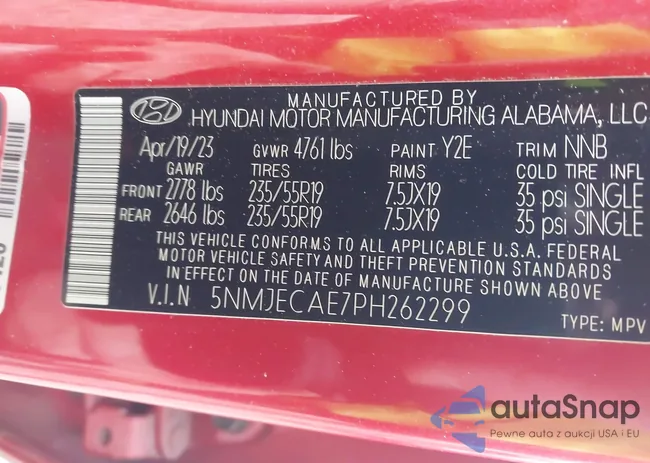 MANUFACTURED BY
HYUNDAI MOTOR MANUFACTURING ALABAMA, LLC
Apr/19/23 GVWR 4761 lbs PAINT Y2E TRIM NNB
GAWR TIRES RIMS COLD TIRE INFL
FRONT 2778 lbs 235/55R19 7.5JX19 35 psi SINGLE
REAR 2646 lbs 235/55R19 7.5JX19 35 psi SINGLE
THIS VEHICLE CONFORMS TO ALL APPLICABLE U.S.A. FEDERAL
MOTOR VEHICLE SAFETY AND THEFT PREVENTION STANDARDS
IN EFFECT ON THE DATE OF MANUFACTURE SHOWN ABOVE
V.I.N 5NMJECAE7PH262299
TYPE: MPV
autaSnap
Pewne auta z aukcji USA i EU